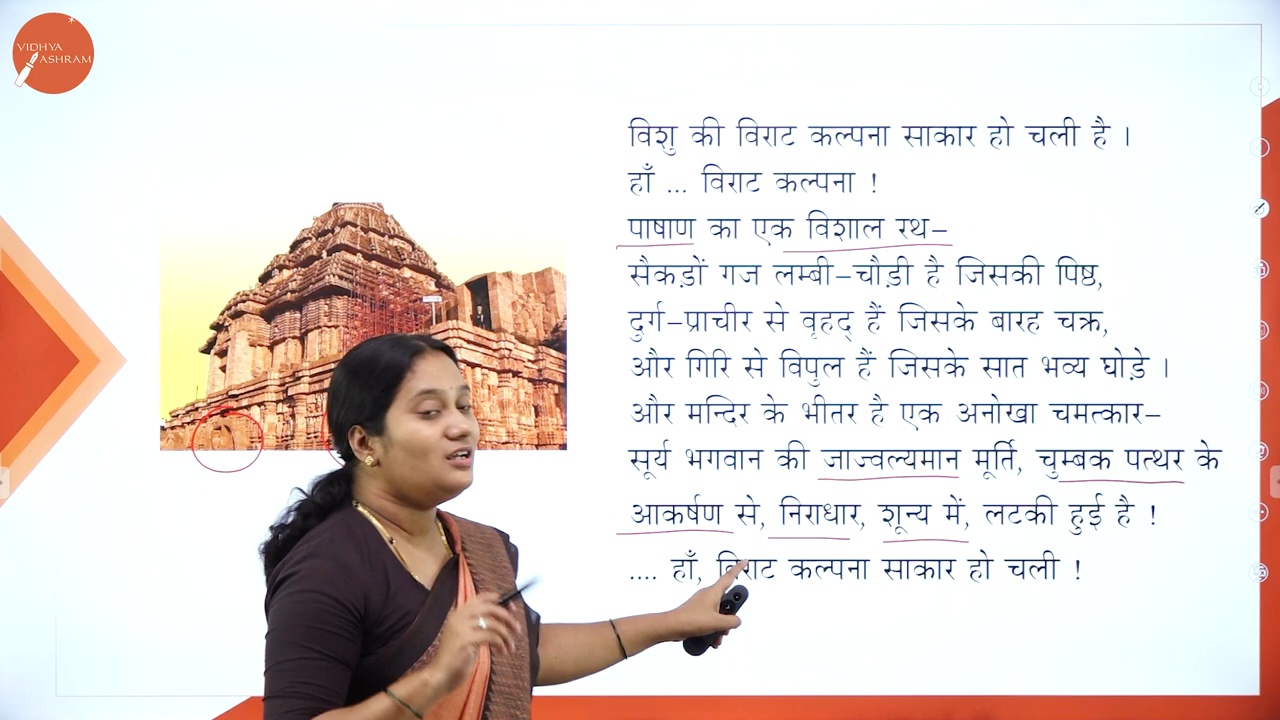 VIDHYA
ASHRAM
विशु की विराट कल्पना साकार हो चली है ।
हाँ ... विराट कल्पना !
पाषाण का एक विशाल रथ–
सैकड़ों गज लम्बी–चौड़ी है जिसकी पिष्ठ,
दुर्ग–प्राचीर से वृहद् हैं जिसके बारह चक्र,
और गिरि से विपुल हैं जिसके सात भव्य घोड़े ।
और मन्दिर के भीतर है एक अनोखा चमत्कार–
सूर्य भगवान की जाज्वल्यमान मूर्ति, चुम्बक पत्थर के
आकर्षण से, निराधार, शून्य में, लटकी हुई है !
.... हाँ, विराट कल्पना साकार हो चली !